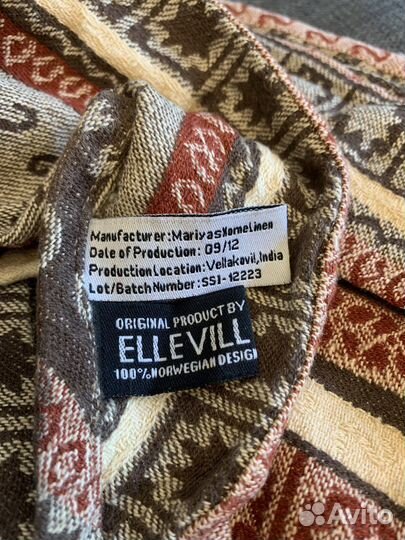 Manufacturer:MariyasHomeLinen
Date of Production: 09/12
Production Location: Vellakovil,India
Lot/Batch Number: SS1-12223
ORIGINAL PRODUCT BY
ELLEVILL
100% NORWEGIAN DESIGN
Avito